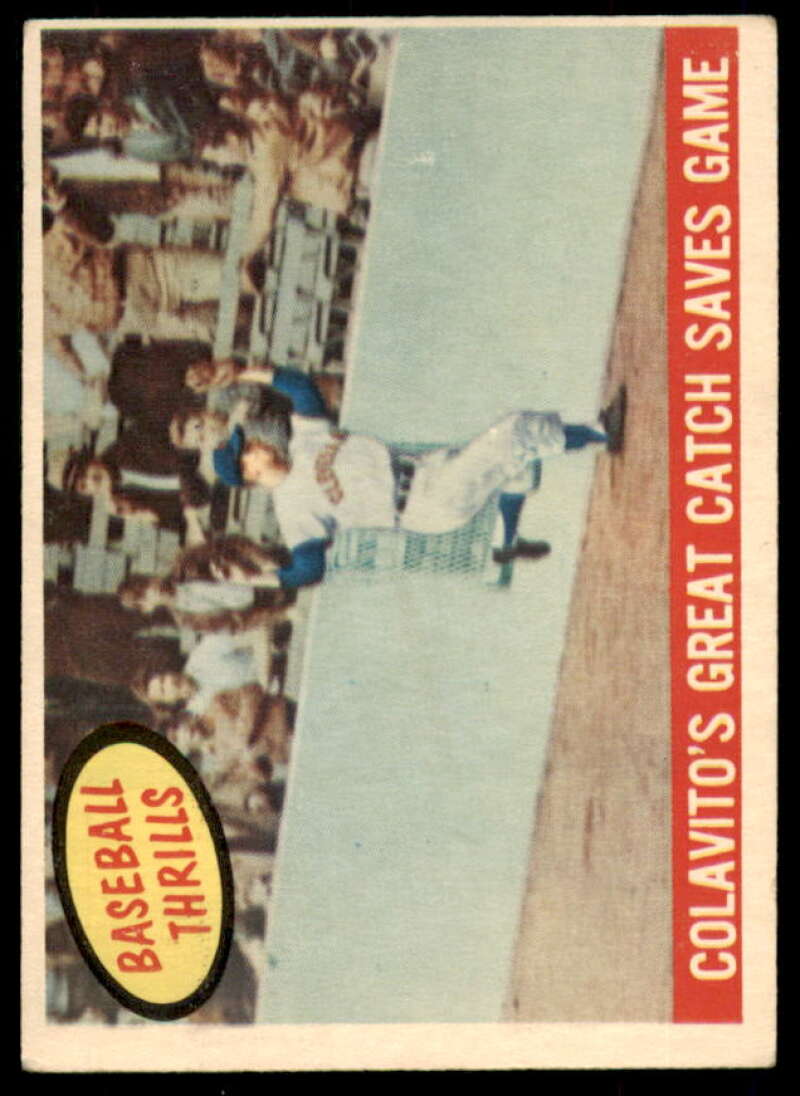 BASEBALL
THRILLS
COLAVITO'S GREAT CATCH SAVES GAME